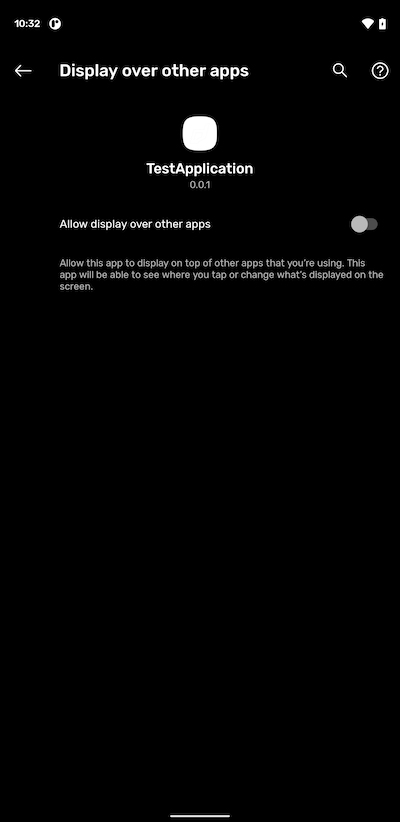 10:32
Display over other apps
TestApplication
0.0.1
Allow display over other apps
Allow this app to display on top of other apps that you're using. This
app will be able to see where you tap or change what's displayed on the
screen.